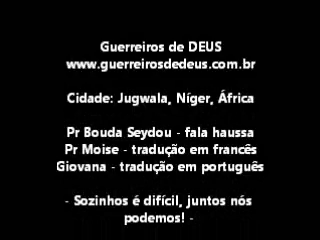 Guerreiros de DEUS
www.guerreirosdedeus.com.br
Cidade: Jugwala, Níger, África
Pr Bouda Seydou - fala haussa
Pr Moise - tradução em francês
Giovana - tradução em português
- Sozinhos é difícil, juntos nós
podemos! -